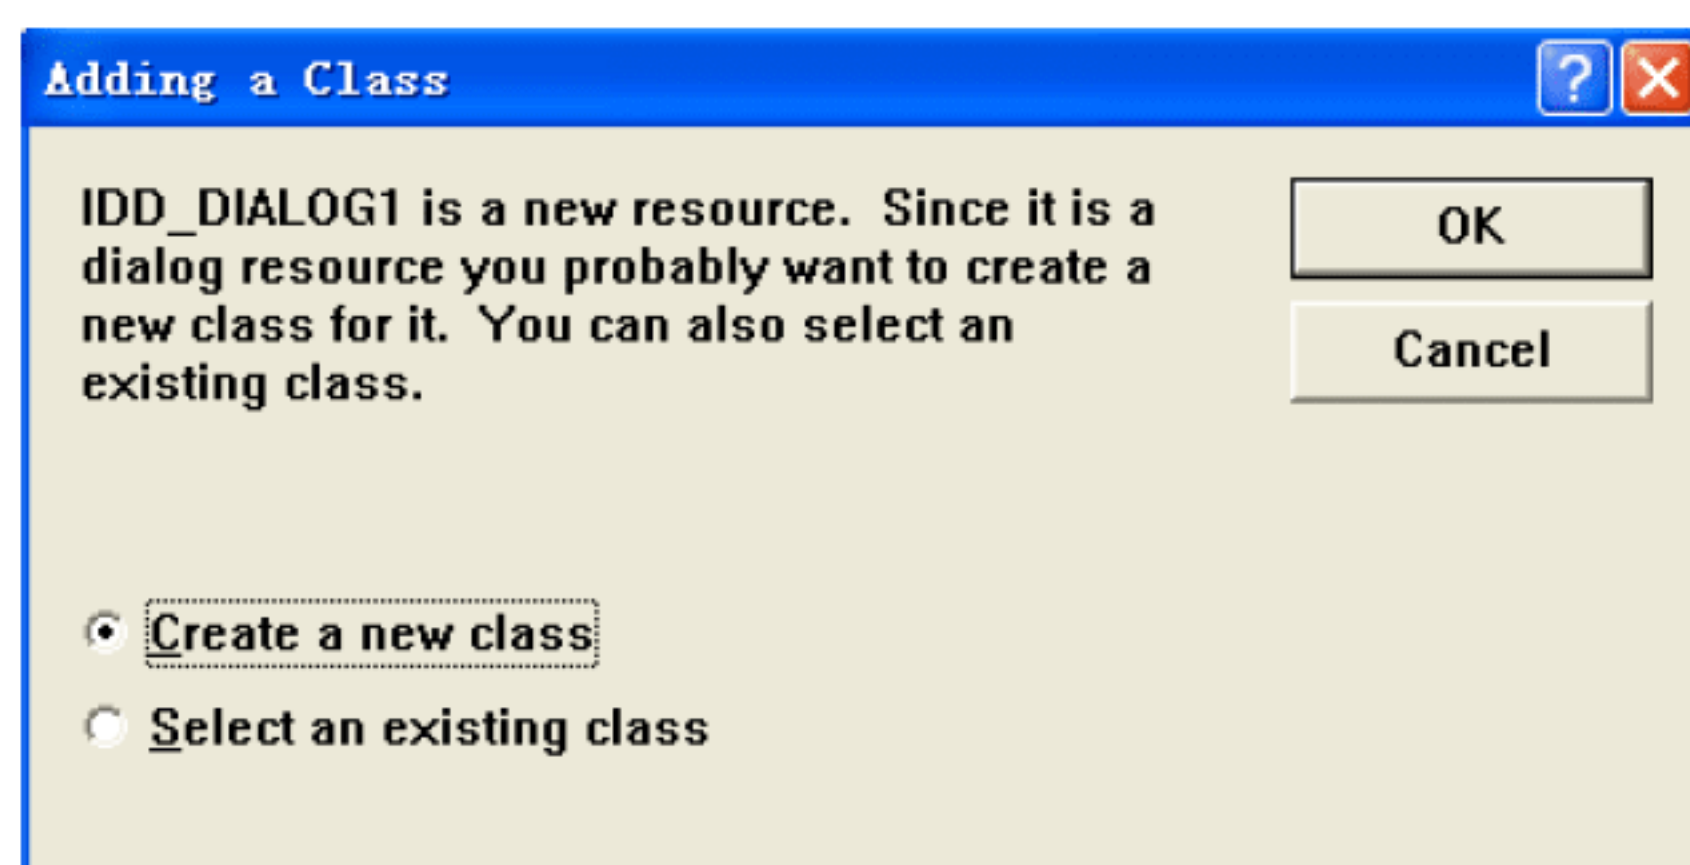 Adding a Class
IDD_DIALOG1 is a new resource.  Since it is a
dialog resource you probably want to create a
new class for it.  You can also select an
existing class.
OK
Cancel
Create a new class
Select an existing class